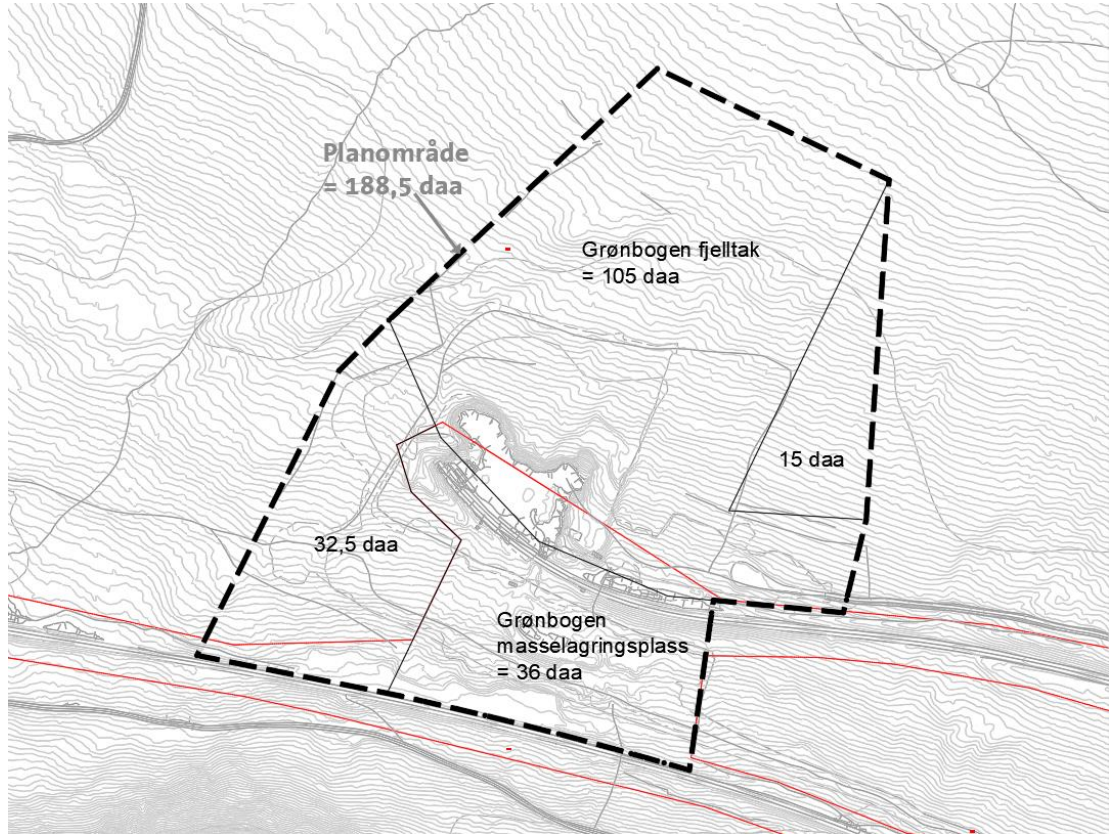 Planområde
= 188,5 daa
Grønbogen fjelltak
= 105 daa
15 daa
32,5 daa
Grønbogen
masselagringsplass
= 36 daa